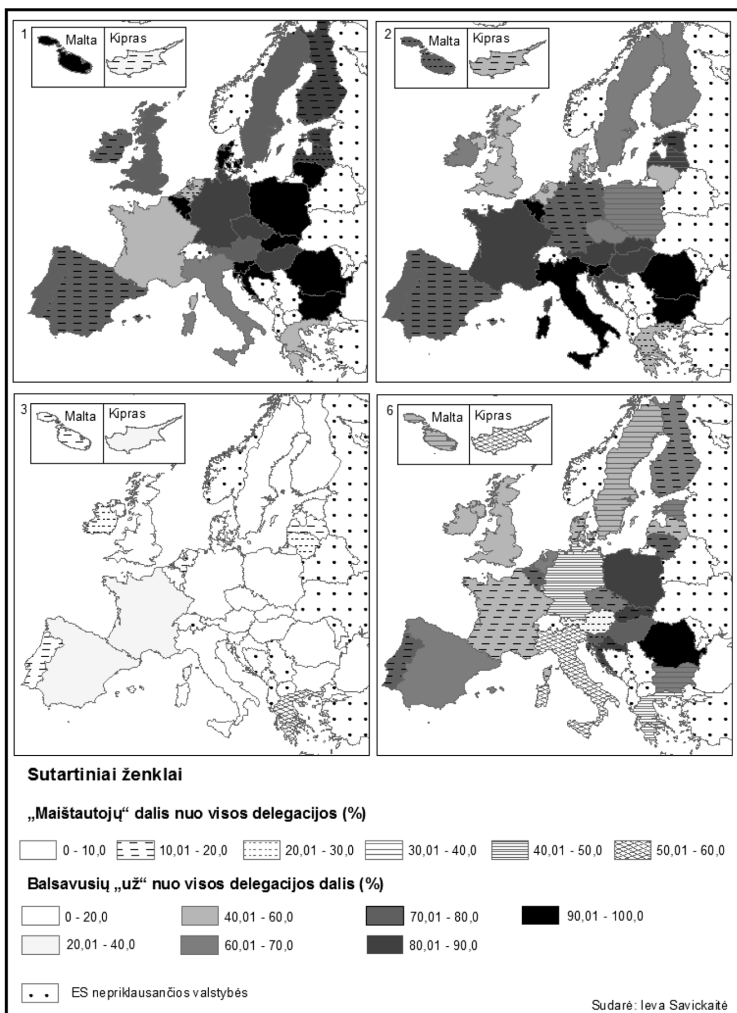 1 Malta Kipras
2 Malta Kipras
3 Malta Kipras
6 Malta Kipras
Sutartiniai ženklai
„Maištautojų“ dalis nuo visos delegacijos (%)
0 - 10,0 10,01 - 20,0 20,01 - 30,0 30,01 - 40,0 40,01 - 50,0 50,01 - 60,0
Balsavusių „už“ nuo visos delegacijos dalis (%)
0 - 20,0 40,01 - 60,0 70,01 - 80,0 90,01 - 100,0
20,01 - 40,0 60,01 - 70,0 80,01 - 90,0
ES nepriklausančios valstybės
Sudarė: Ieva Savickaitė